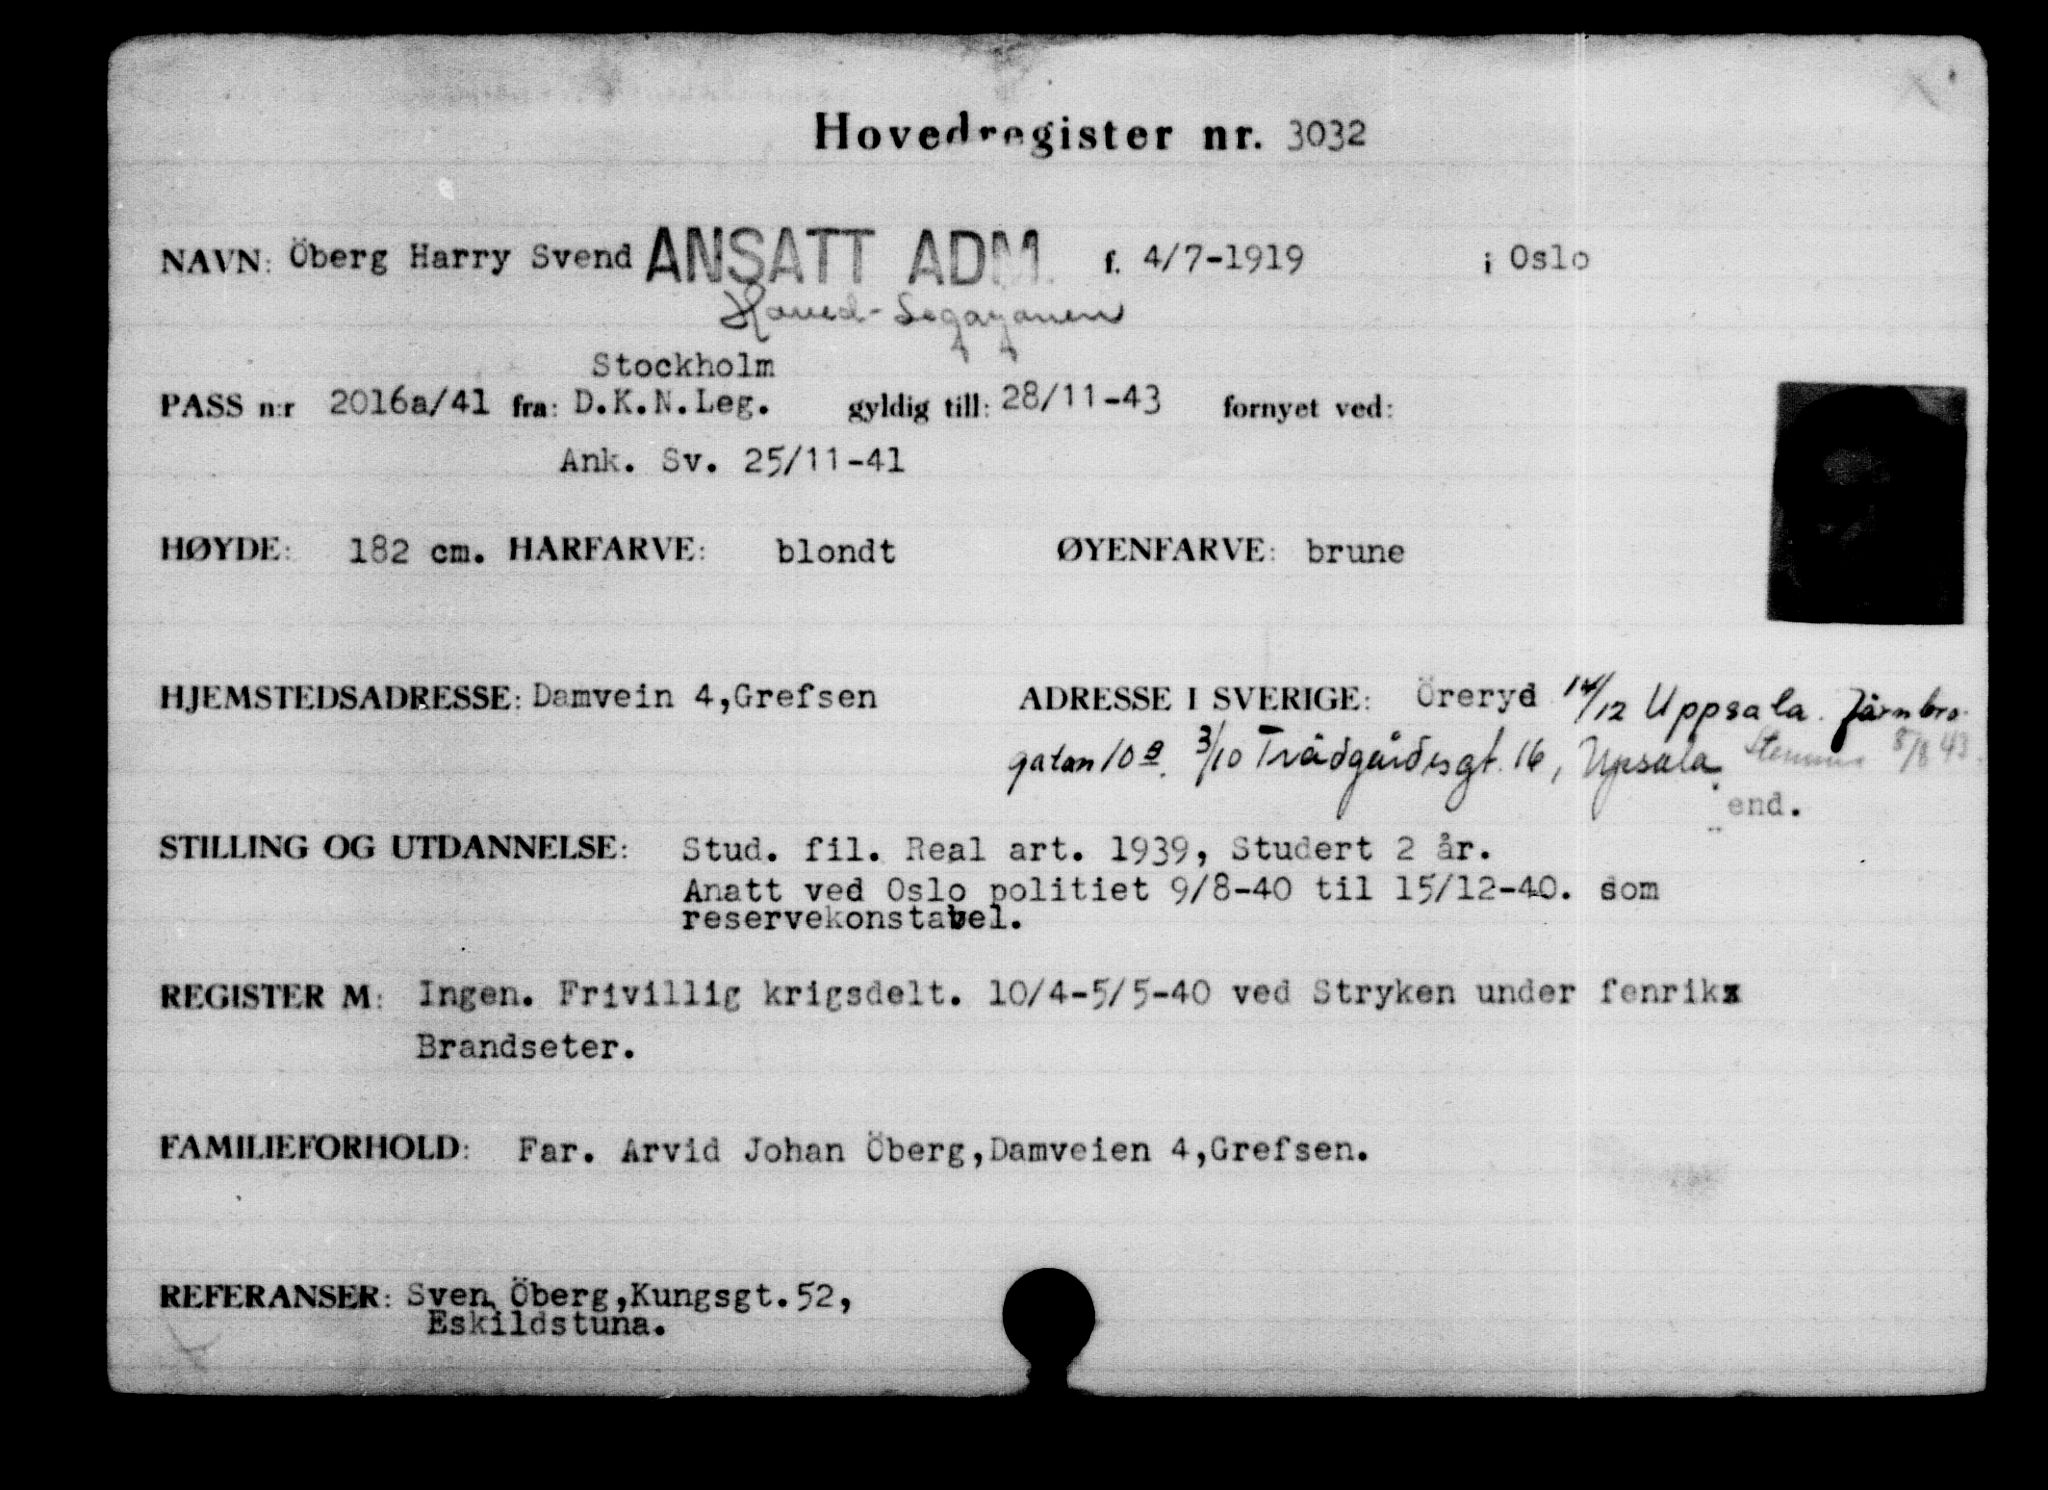 Hovedregister nr. 3032
NAVN: Öberg Harry Svend ANSATT ADM. f. 4/7-1919 i Oslo
Hoved-
Stockholm
PASS n:r 2016a/41 fra: D.K.N.Leg. gyldig till: 28/11-43 fornyet ved:
Ank. Sv. 25/11-41
HØYDE: 182 cm. HARFARVE: blondt ØYENFARVE: brune
HJEMSTEDSADRESSE: Damvein 4,Grefsen ADRESSE I SVERIGE: Öreryd 14/12 Uppsala. Järnbro-
gatan 10 a. 3/10 Trädgårdsgt. 16, Upsala. 8/8 43.
end.
STILLING OG UTDANNELSE: Stud. fil. Real art. 1939, Studert 2 år.
Anatt ved Oslo politiet 9/8-40 til 15/12-40. som
reservekonstabel.
REGISTER M: Ingen. Frivillig krigsdelt. 10/4-5/5-40 ved Stryken under fenrikx
Brandseter.
FAMILIEFORHOLD: Far. Arvid Johan Öberg,Damveien 4,Grefsen.
REFERANSER: Sven Öberg,Kungsgt.52,
Eskildstuna.